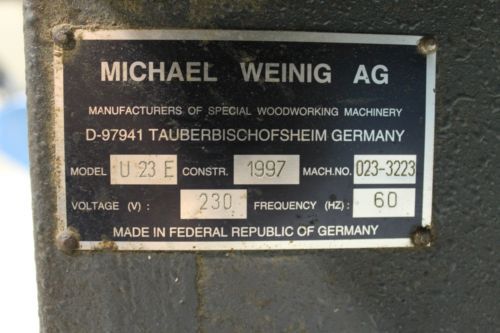 MICHAEL WEINIG AG
MANUFACTURERS OF SPECIAL WOODWORKING MACHINERY
D-97941 TAUBERBISCHOFSHEIM GERMANY
MODEL U 23 E CONSTR. 1997 MACH.NO. 023-3223
VOLTAGE (V) : 230 FREQUENCY (HZ) : 60
MADE IN FEDERAL REPUBLIC OF GERMANY